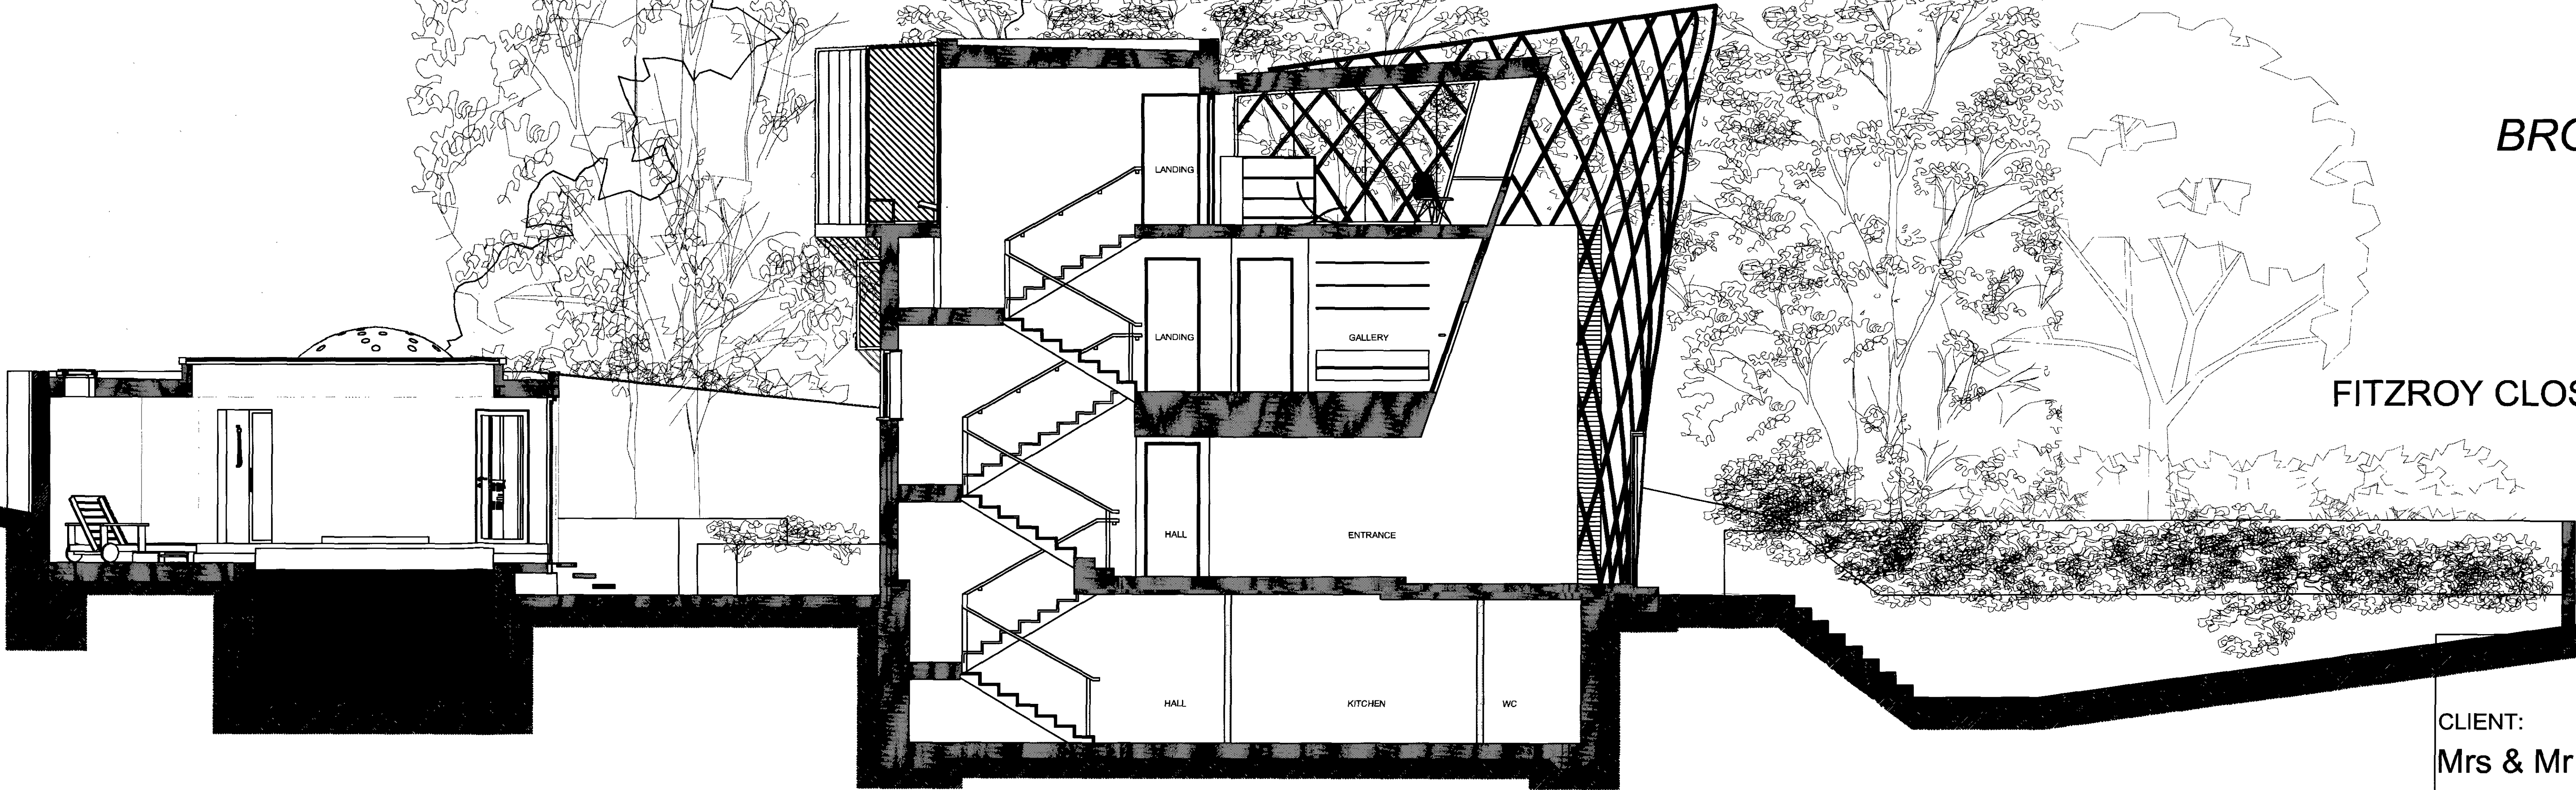 LANDING
BRO
LANDING
GALLERY
FITZROY CLOS
HALL
ENTRANCE
HALL
KITCHEN
WC
CLIENT:
Mrs & Mr